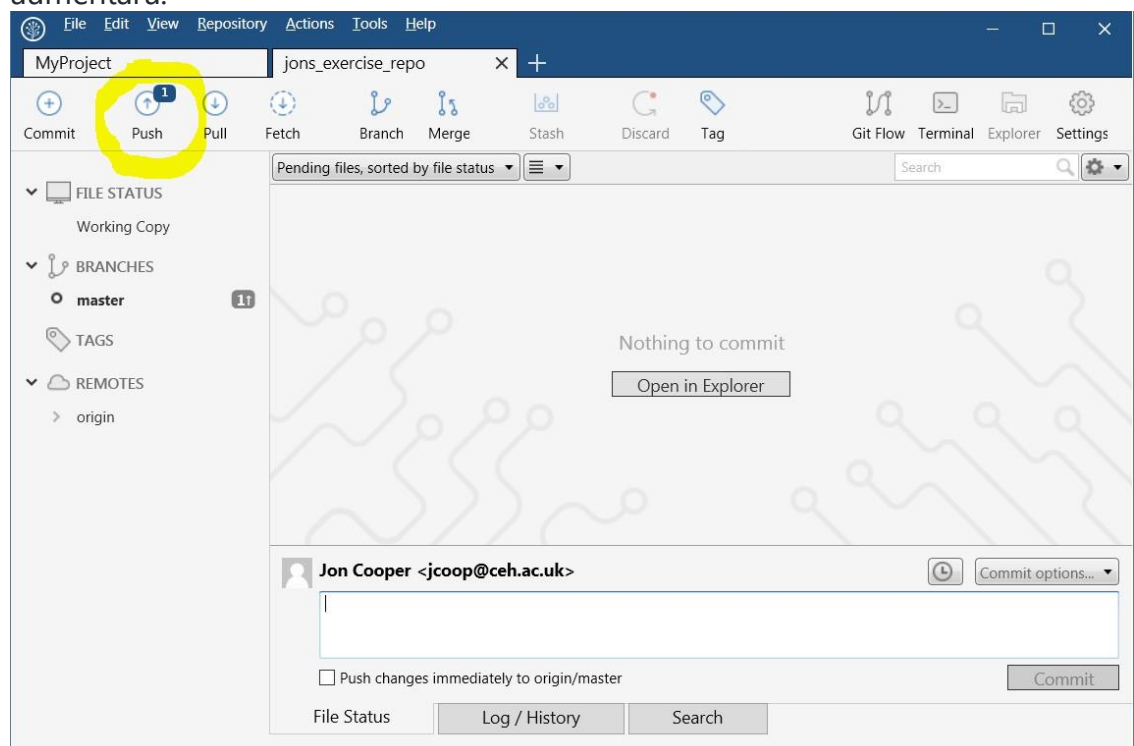 aumentará.
File Edit View Repository Actions Tools Help
MyProject jons_exercise_repo
1
Commit Push Pull Fetch Branch Merge Stash Discard Tag Git Flow Terminal Explorer Settings
Pending files, sorted by file status Search
FILE STATUS
Working Copy
BRANCHES
master 1↑
TAGS
REMOTES
origin
Nothing to commit
Open in Explorer
Jon Cooper <jcoop@ceh.ac.uk>
Commit options...
Push changes immediately to origin/master
Commit
File Status Log / History Search